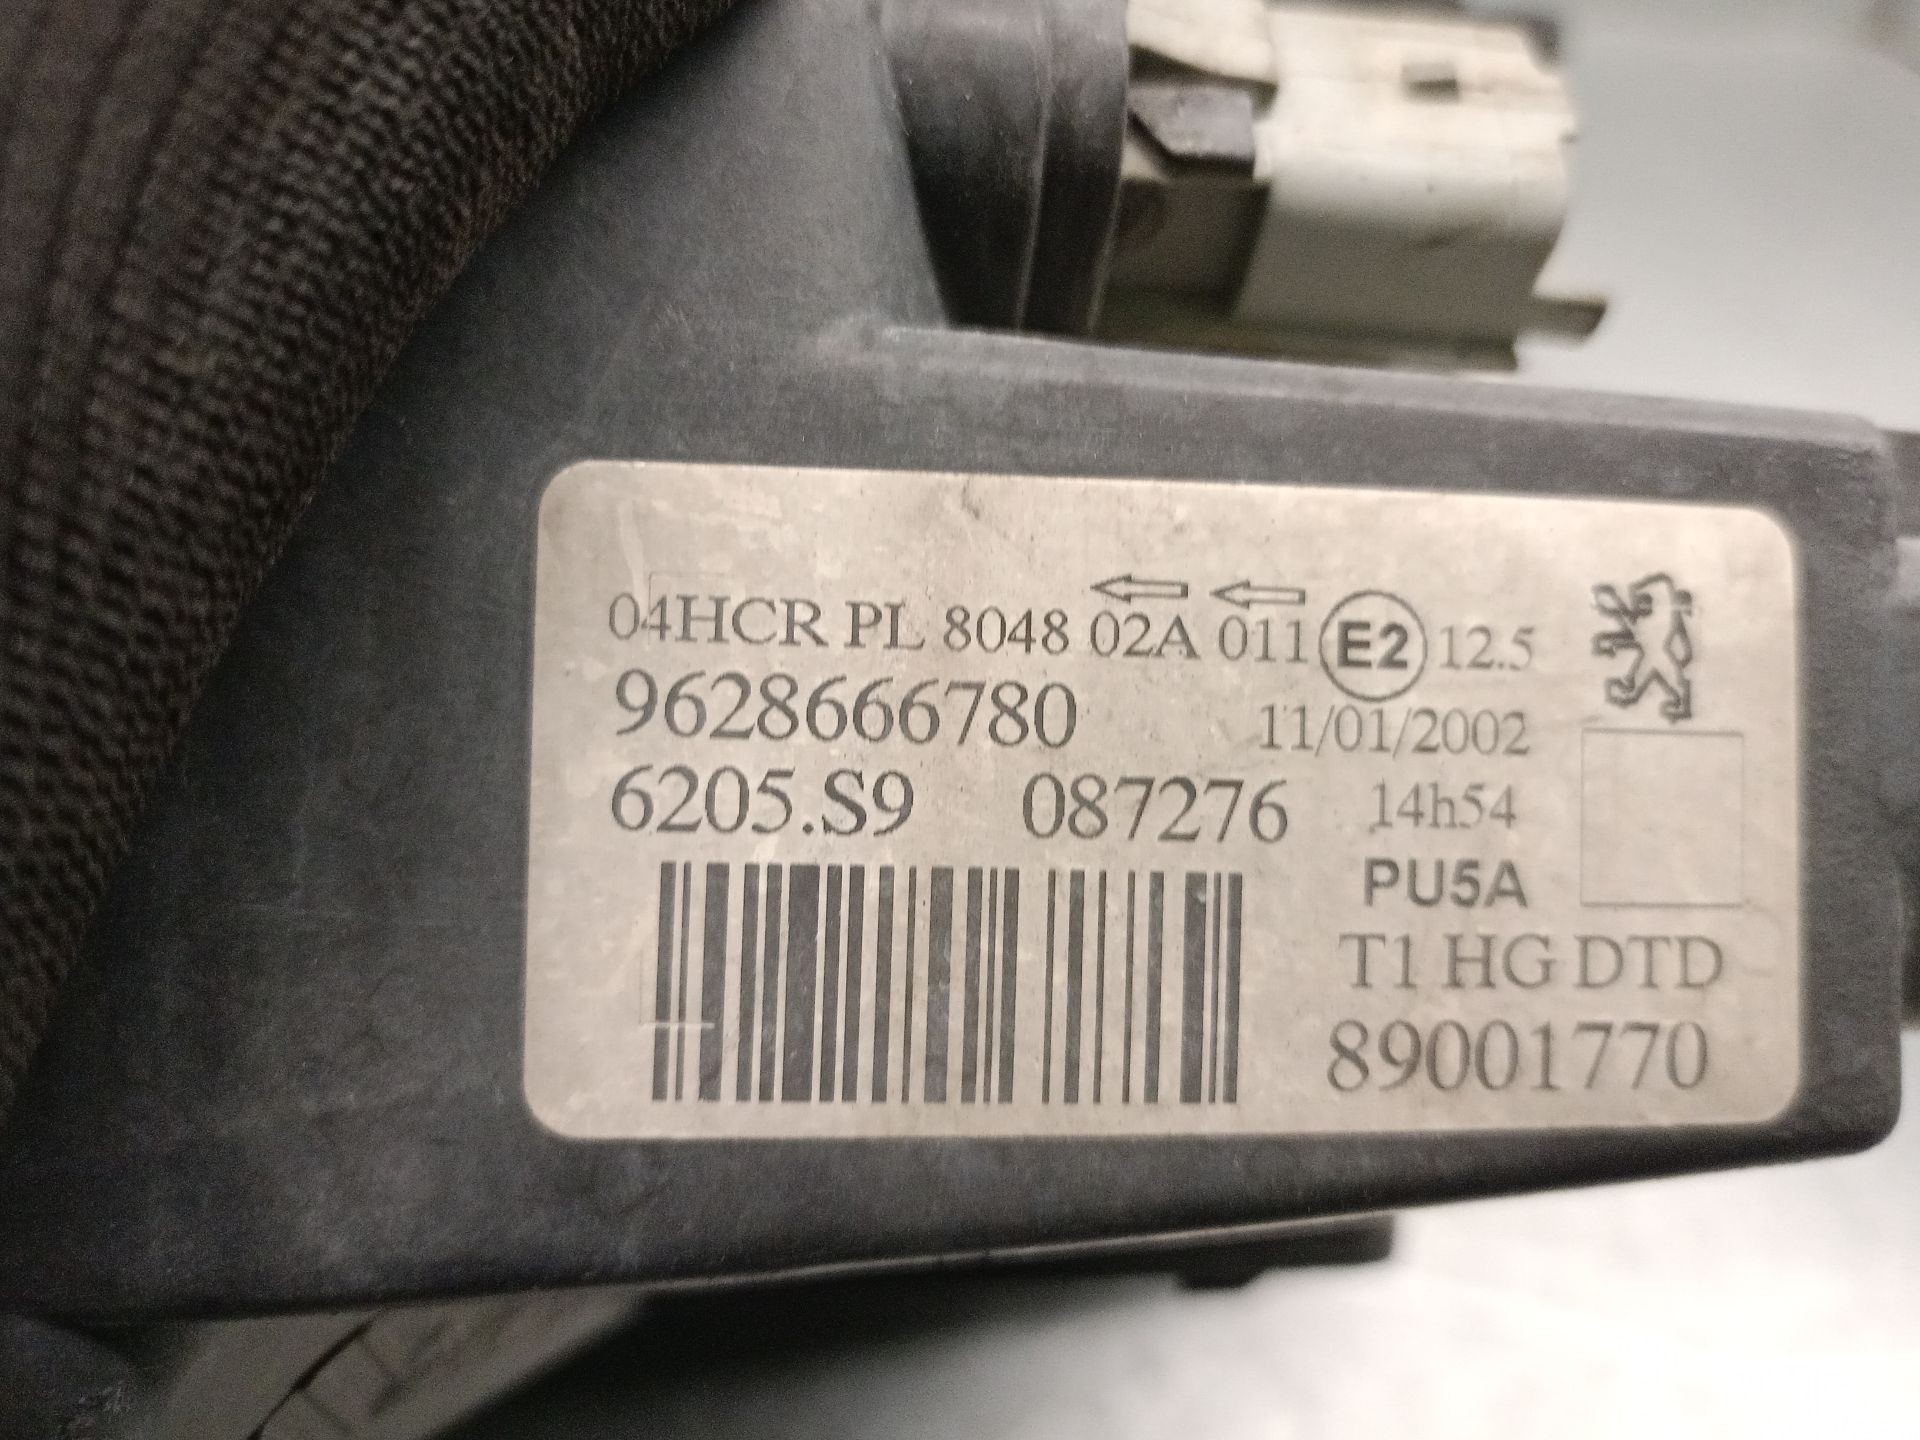 04HCR PL 8048 02A 011 E2 12.5
9628666780 11/01/2002
6205.S9 087276 14h54
PU5A
T1 HG DTD
89001770